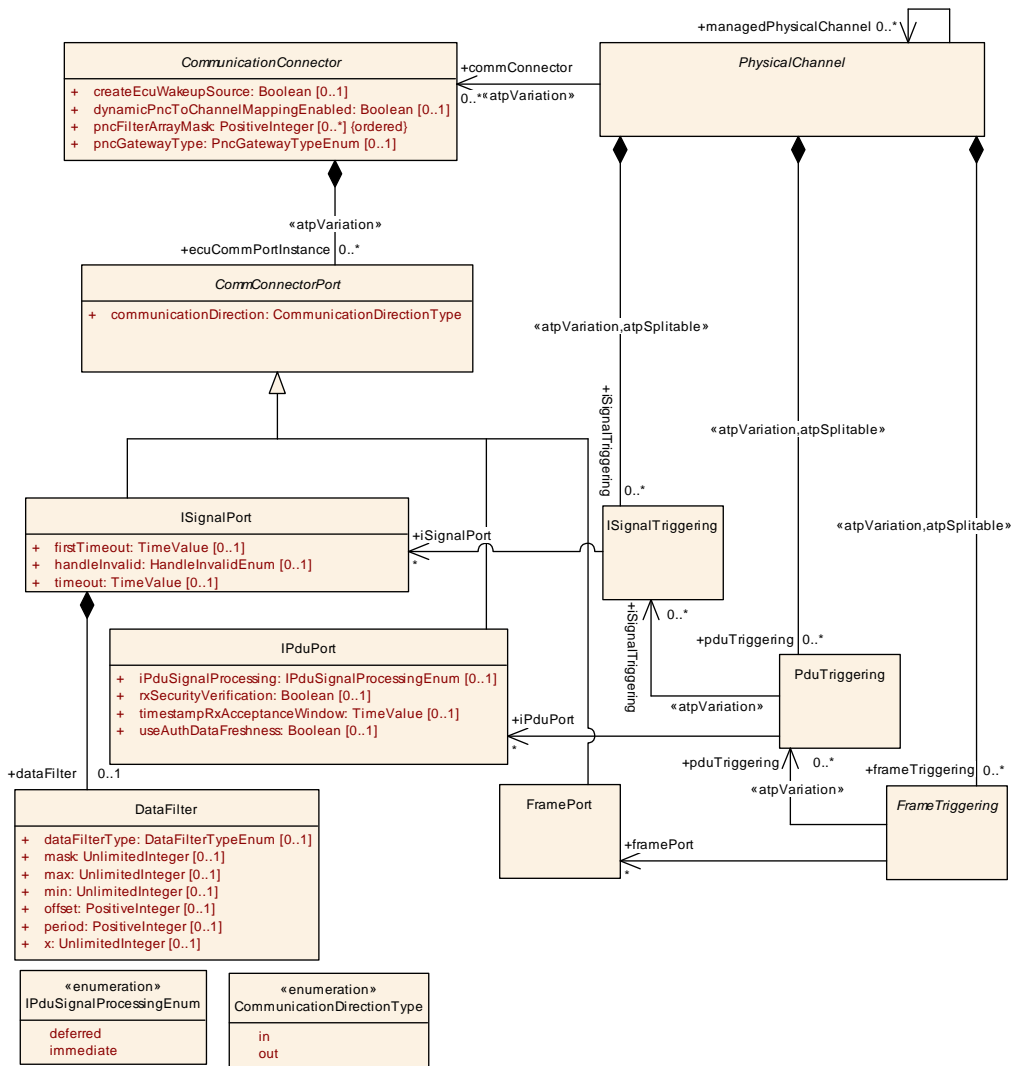 +managedPhysicalChannel 0..*
CommunicationConnector
+ createEcuWakeupSource: Boolean [0..1]
+ dynamicPncToChannelMappingEnabled: Boolean [0..1]
+ pncFilterArrayMask: PositiveInteger [0..*] {ordered}
+ pncGatewayType: PncGatewayTypeEnum [0..1]
+commConnector
0..*
«atpVariation»
PhysicalChannel
«atpVariation»
+ecuCommPortInstance 0..*
CommConnectorPort
+ communicationDirection: CommunicationDirectionType
«atpVariation,atpSplitable»
+iSignalTriggering
0..*
«atpVariation,atpSplitable»
«atpVariation,atpSplitable»
ISignalPort
+ firstTimeout: TimeValue [0..1]
+ handleInvalid: HandleInvalidEnum [0..1]
+ timeout: TimeValue [0..1]
+iSignalPort
*
ISignalTriggering
+iSignalTriggering
0..*
+pduTriggering 0..*
IPduPort
+ iPduSignalProcessing: IPduSignalProcessingEnum [0..1]
+ rxSecurityVerification: Boolean [0..1]
+ timestampRxAcceptanceWindow: TimeValue [0..1]
+ useAuthDataFreshness: Boolean [0..1]
PduTriggering
«atpVariation»
+iPduPort
*
+pduTriggering 0..*
«atpVariation»
+frameTriggering 0..*
+dataFilter 0..1
DataFilter
+ dataFilterType: DataFilterTypeEnum [0..1]
+ mask: UnlimitedInteger [0..1]
+ max: UnlimitedInteger [0..1]
+ min: UnlimitedInteger [0..1]
+ offset: PositiveInteger [0..1]
+ period: PositiveInteger [0..1]
+ x: UnlimitedInteger [0..1]
FramePort
+framePort
*
FrameTriggering
«enumeration»
IPduSignalProcessingEnum
deferred
immediate
«enumeration»
CommunicationDirectionType
in
out